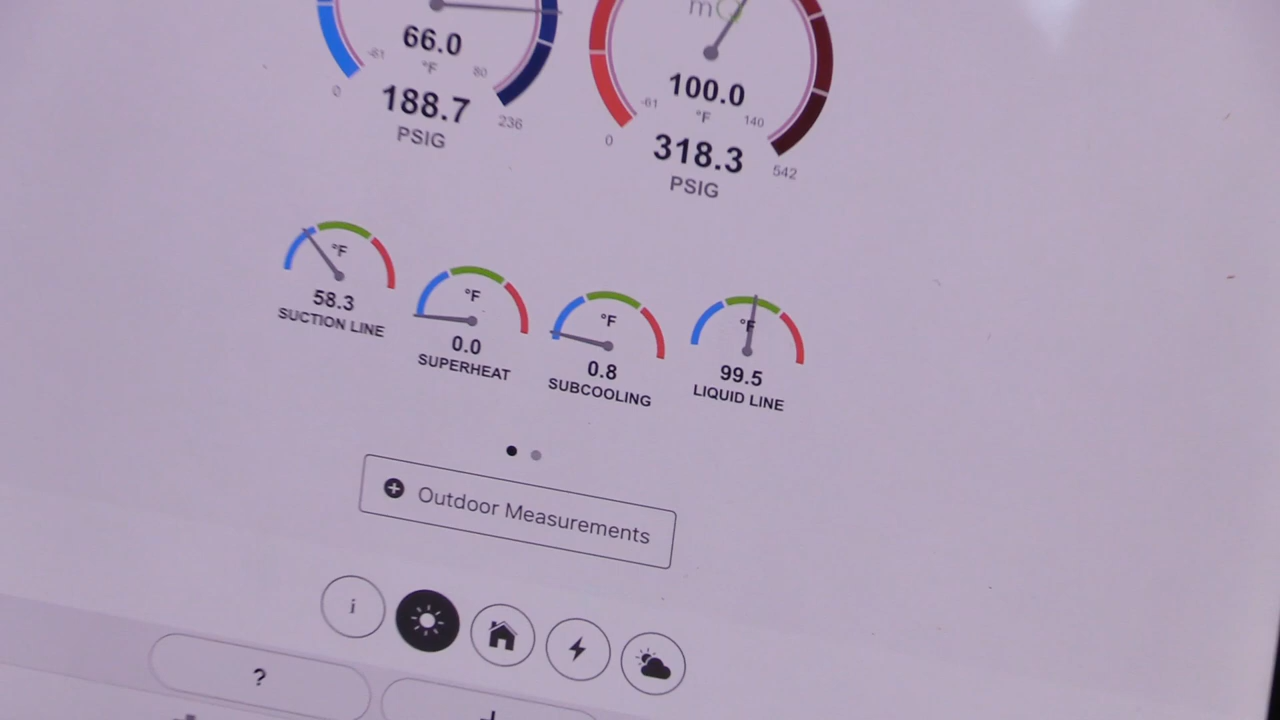 mQ
66.0
°F
-61
80
0
188.7
236
PSIG
100.0
-61
°F
140
0
318.3
542
PSIG
°F
58.3
SUCTION LINE
°F
0.0
SUPERHEAT
°F
0.8
SUBCOOLING
°F
99.5
LIQUID LINE
Outdoor Measurements
i
?